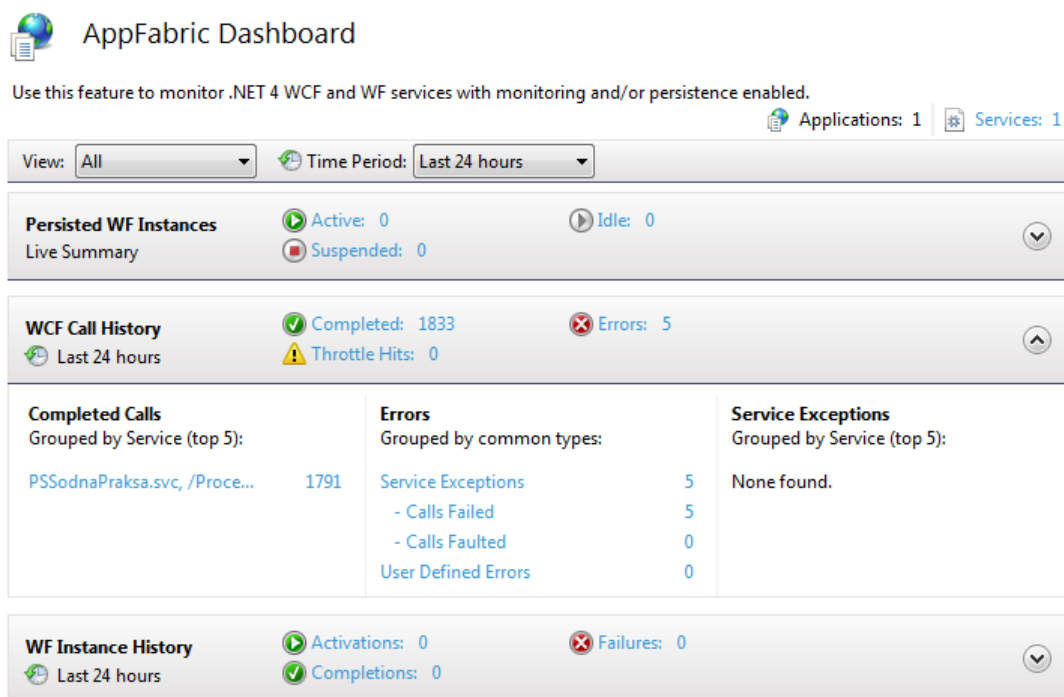 AppFabric Dashboard
Use this feature to monitor .NET 4 WCF and WF services with monitoring and/or persistence enabled.
Applications: 1 Services: 1
View: All Time Period: Last 24 hours
Persisted WF Instances
Live Summary
Active: 0 Idle: 0
Suspended: 0
WCF Call History
Last 24 hours
Completed: 1833 Errors: 5
Throttle Hits: 0
Completed Calls
Grouped by Service (top 5):
PSSodnaPraksa.svc, /Proce... 1791
Errors
Grouped by common types:
Service Exceptions 5
- Calls Failed 5
- Calls Faulted 0
User Defined Errors 0
Service Exceptions
Grouped by Service (top 5):
None found.
WF Instance History
Last 24 hours
Activations: 0 Failures: 0
Completions: 0